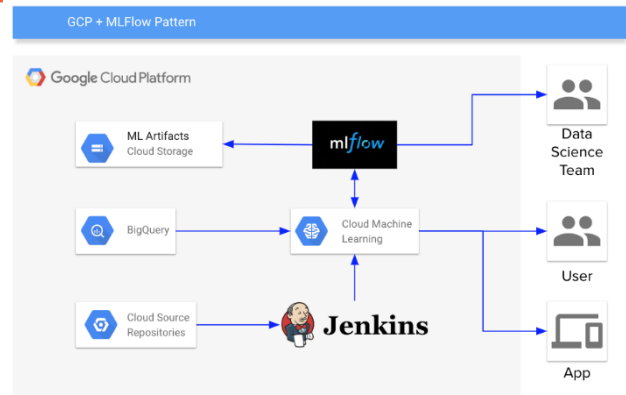 GCP + MLFlow Pattern
Google Cloud Platform
ML Artifacts
Cloud Storage
mlflow
Data
Science
Team
BigQuery
Cloud Machine
Learning
User
Cloud Source
Repositories
Jenkins
App